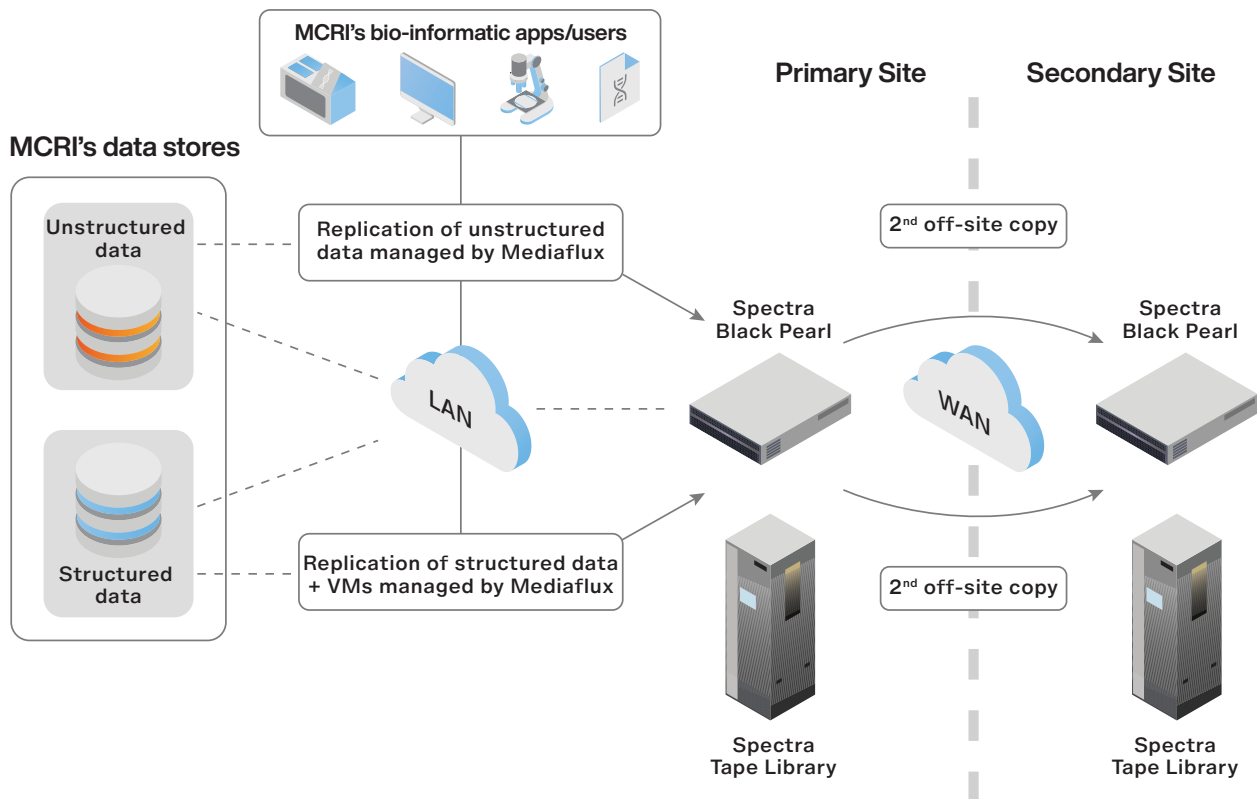 MCRI's bio-informatic apps/users
Primary Site
Secondary Site
MCRI's data stores
Unstructured
data
Replication of unstructured
data managed by Mediaflux
2nd off-site copy
Spectra
Black Pearl
Spectra
Black Pearl
LAN
WAN
Structured
data
Replication of structured data
+ VMs managed by Mediaflux
2nd off-site copy
Spectra
Tape Library
Spectra
Tape Library